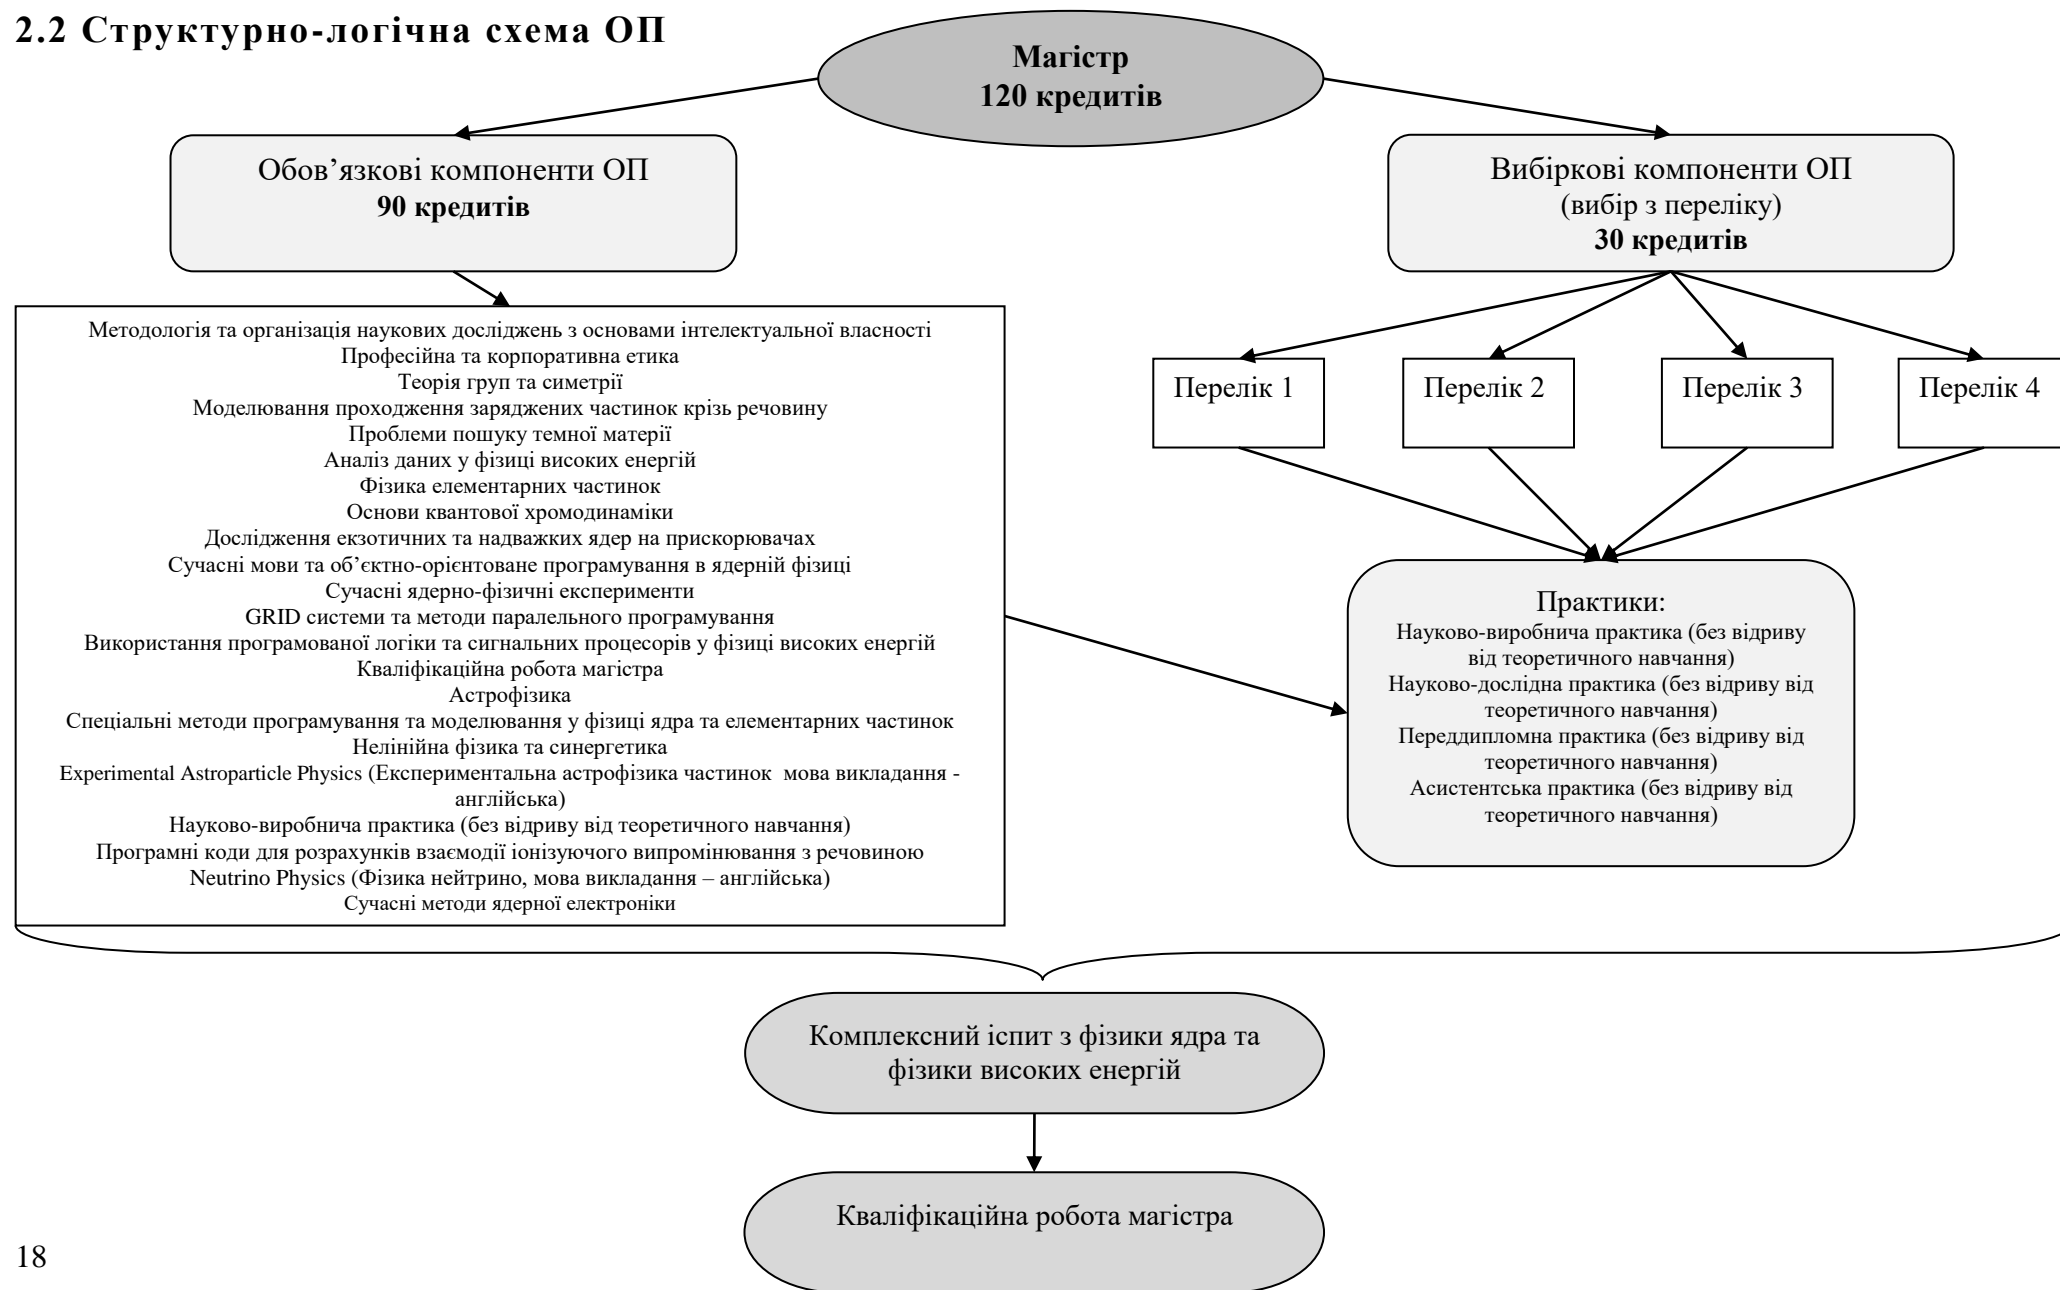 2.2 Структурно-логічна схема ОП
Магістр
120 кредитів
Обов’язкові компоненти ОП
90 кредитів
Вибіркові компоненти ОП
(вибір з переліку)
30 кредитів
Методологія та організація наукових досліджень з основами інтелектуальної власності
Професійна та корпоративна етика
Теорія груп та симетрії
Моделювання проходження заряджених частинок крізь речовину
Проблеми пошуку темної матерії
Аналіз даних у фізиці високих енергій
Фізика елементарних частинок
Основи квантової хромодинаміки
Дослідження екзотичних та надважких ядер на прискорювачах
Сучасні мови та об’єктно-орієнтоване програмування в ядерній фізиці
Сучасні ядерно-фізичні експерименти
GRID системи та методи паралельного програмування
Використання програмованої логіки та сигнальних процесорів у фізиці високих енергій
Кваліфікаційна робота магістра
Астрофізика
Спеціальні методи програмування та моделювання у фізиці ядра та елементарних частинок
Нелінійна фізика та синергетика
Experimental Astroparticle Physics (Експериментальна астрофізика частинок  мова викладання -
англійська)
Науково-виробнича практика (без відриву від теоретичного навчання)
Програмні коди для розрахунків взаємодії іонізуючого випромінювання з речовиною
Neutrino Physics (Фізика нейтрино, мова викладання – англійська)
Сучасні методи ядерної електроніки
Перелік 1
Перелік 2
Перелік 3
Перелік 4
Практики:
Науково-виробнича практика (без відриву
від теоретичного навчання)
Науково-дослідна практика (без відриву від
теоретичного навчання)
Переддипломна практика (без відриву від
теоретичного навчання)
Асистентська практика (без відриву від
теоретичного навчання)
Комплексний іспит з фізики ядра та
фізики високих енергій
Кваліфікаційна робота магістра
18